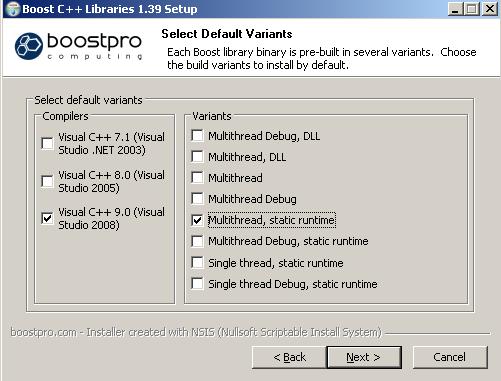 Boost C++ Libraries 1.39 Setup
boostpro
computing
Select Default Variants
Each Boost library binary is pre-built in several variants. Choose
the build variants to install by default.
Select default variants
Compilers
Visual C++ 7.1 (Visual
Studio .NET 2003)
Visual C++ 8.0 (Visual
Studio 2005)
Visual C++ 9.0 (Visual
Studio 2008)
Variants
Multithread Debug, DLL
Multithread, DLL
Multithread
Multithread Debug
Multithread, static runtime
Multithread Debug, static runtime
Single thread, static runtime
Single thread Debug, static runtime
boostpro.com - Installer created with NSIS (Nullsoft Scriptable Install System)
< Back
Next >
Cancel